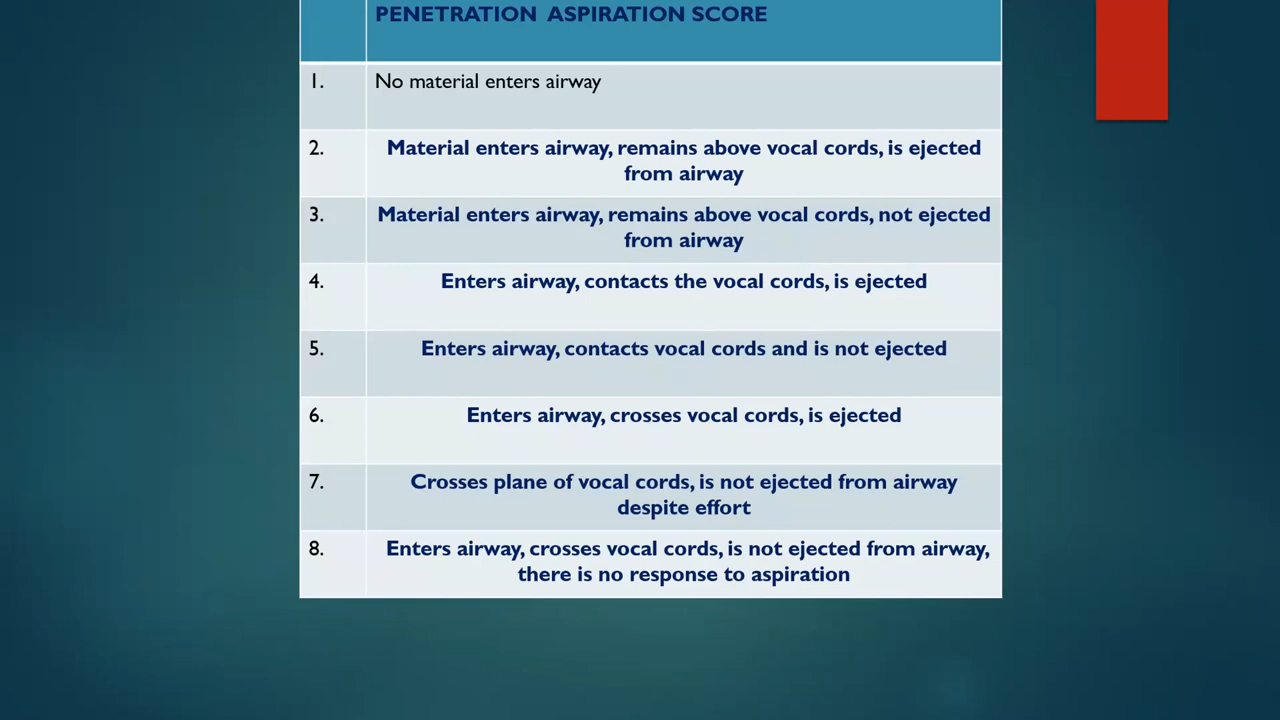 PENETRATION ASPIRATION SCORE
1. No material enters airway
2. Material enters airway, remains above vocal cords, is ejected
from airway
3. Material enters airway, remains above vocal cords, not ejected
from airway
4. Enters airway, contacts the vocal cords, is ejected
5. Enters airway, contacts vocal cords and is not ejected
6. Enters airway, crosses vocal cords, is ejected
7. Crosses plane of vocal cords, is not ejected from airway
despite effort
8. Enters airway, crosses vocal cords, is not ejected from airway,
there is no response to aspiration